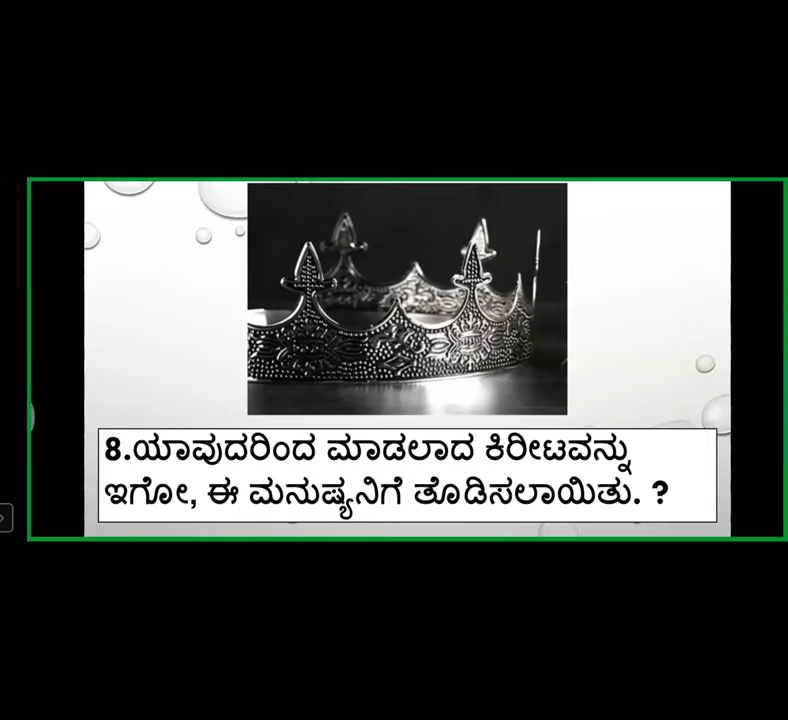 8.ಯಾವುದರಿಂದ ಮಾಡಲಾದ ಕಿರೀಟವನ್ನು
ಇಗೋ, ಈ ಮನುಷ್ಯನಿಗೆ ತೊಡಿಸಲಾಯಿತು. ?